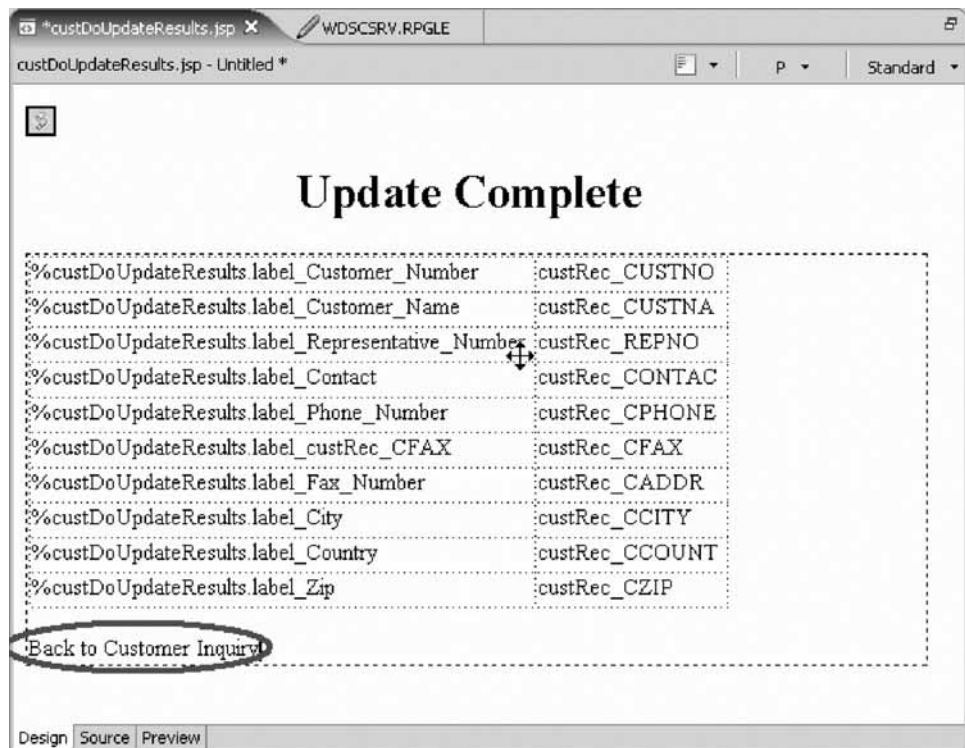 *custDoUpdateResults.jsp WDSCSRV.RPGLE
custDoUpdateResults.jsp - Untitled * P Standard
Update Complete
%custDoUpdateResults.label_Customer_Number custRec_CUSTNO
%custDoUpdateResults.label_Customer_Name custRec_CUSTNA
%custDoUpdateResults.label_Representative_Number custRec_REPNO
%custDoUpdateResults.label_Contact custRec_CONTAC
%custDoUpdateResults.label_Phone_Number custRec_CPHONE
%custDoUpdateResults.label_custRec_CFAX custRec_CFAX
%custDoUpdateResults.label_Fax_Number custRec_CADDR
%custDoUpdateResults.label_City custRec_CCITY
%custDoUpdateResults.label_Country custRec_CCOUNT
%custDoUpdateResults.label_Zip custRec_CZIP
Back to Customer Inquiry
Design Source Preview